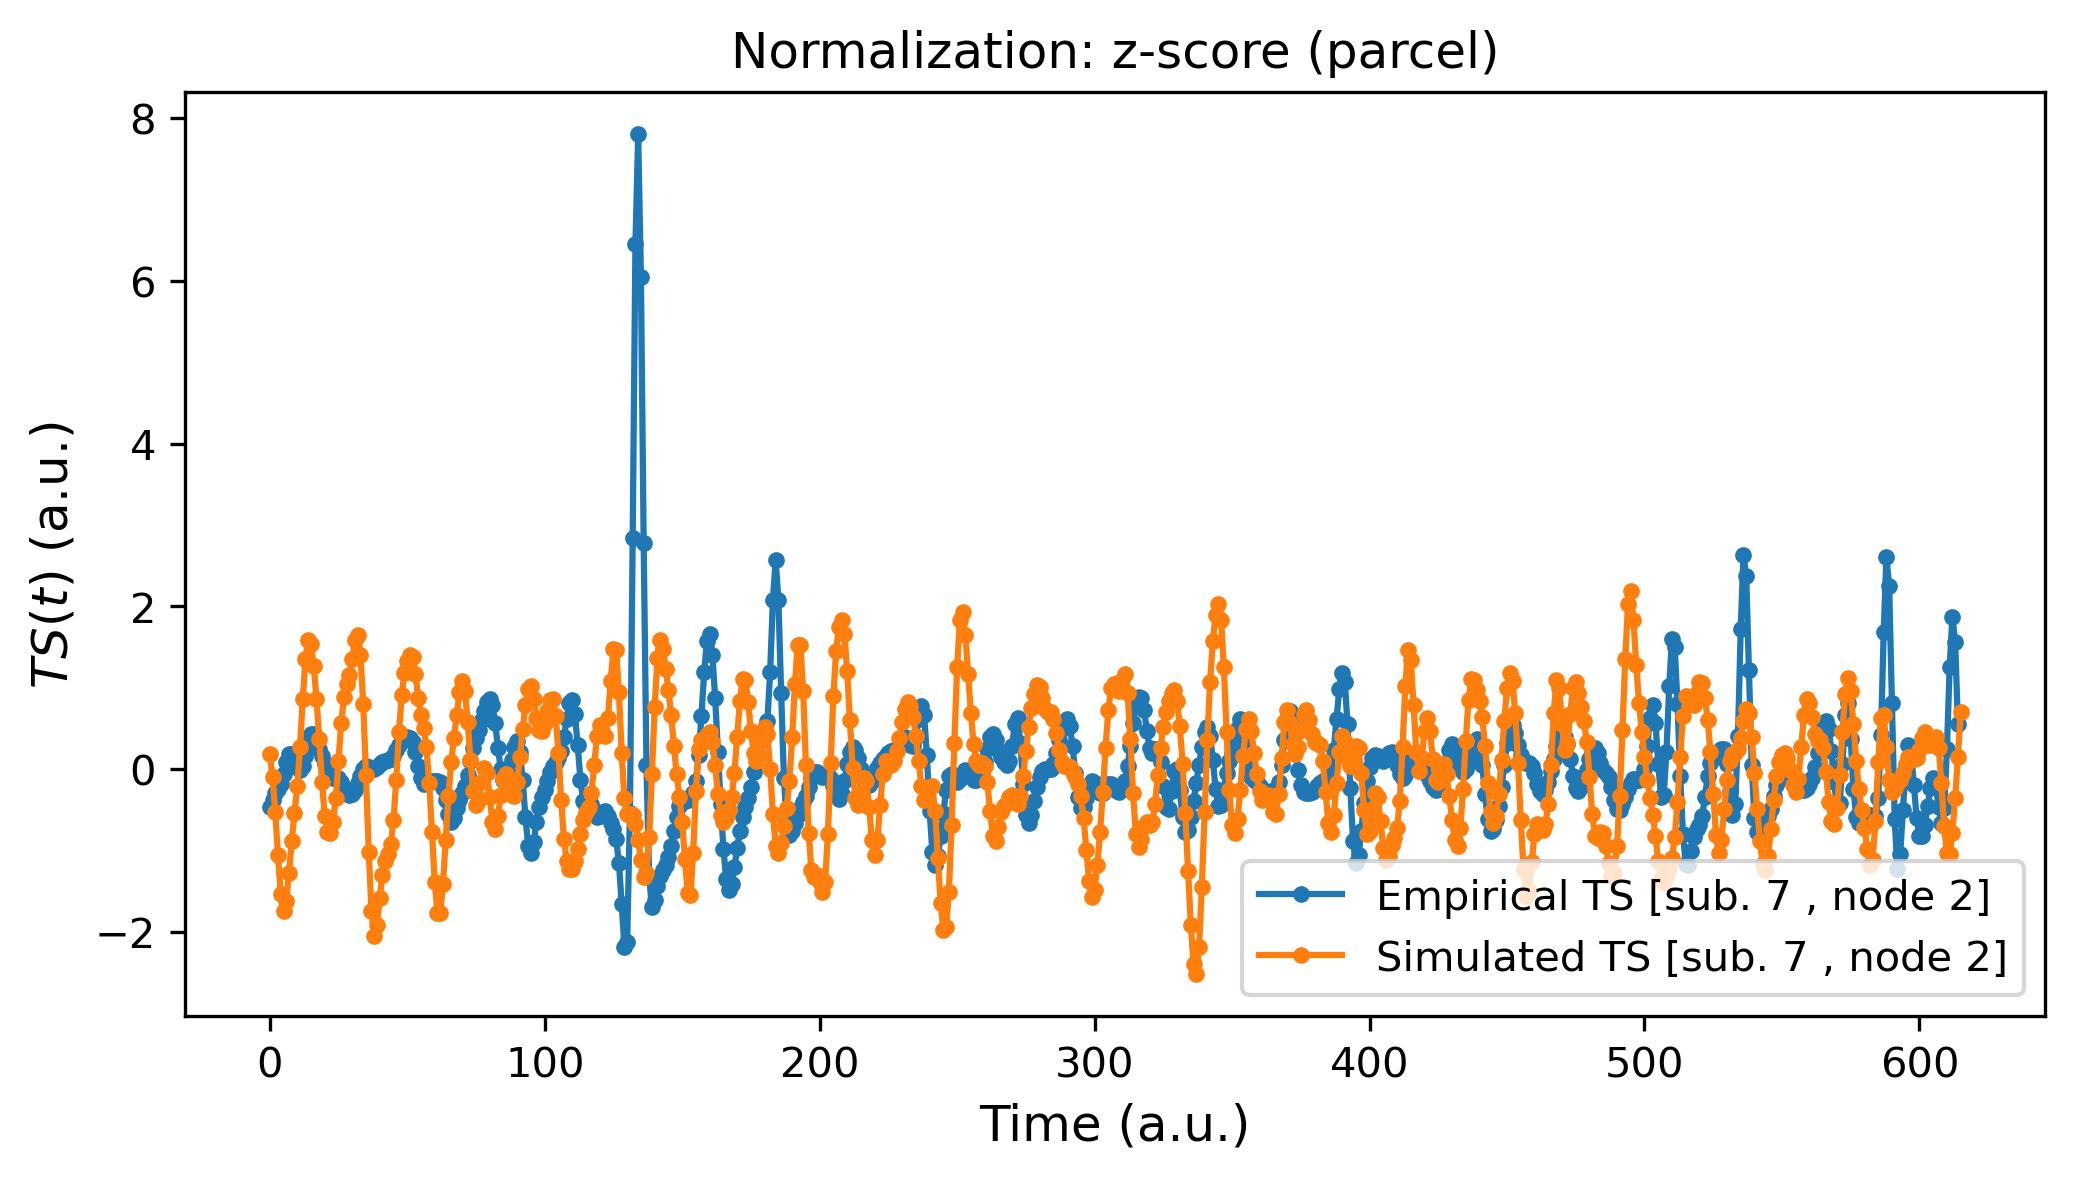 Normalization: z-score (parcel)
8
6
4
2
0
−2
TS(t) (a.u.)
Empirical TS [sub. 7 , node 2]
Simulated TS [sub. 7 , node 2]
0 100 200 300 400 500 600
Time (a.u.)